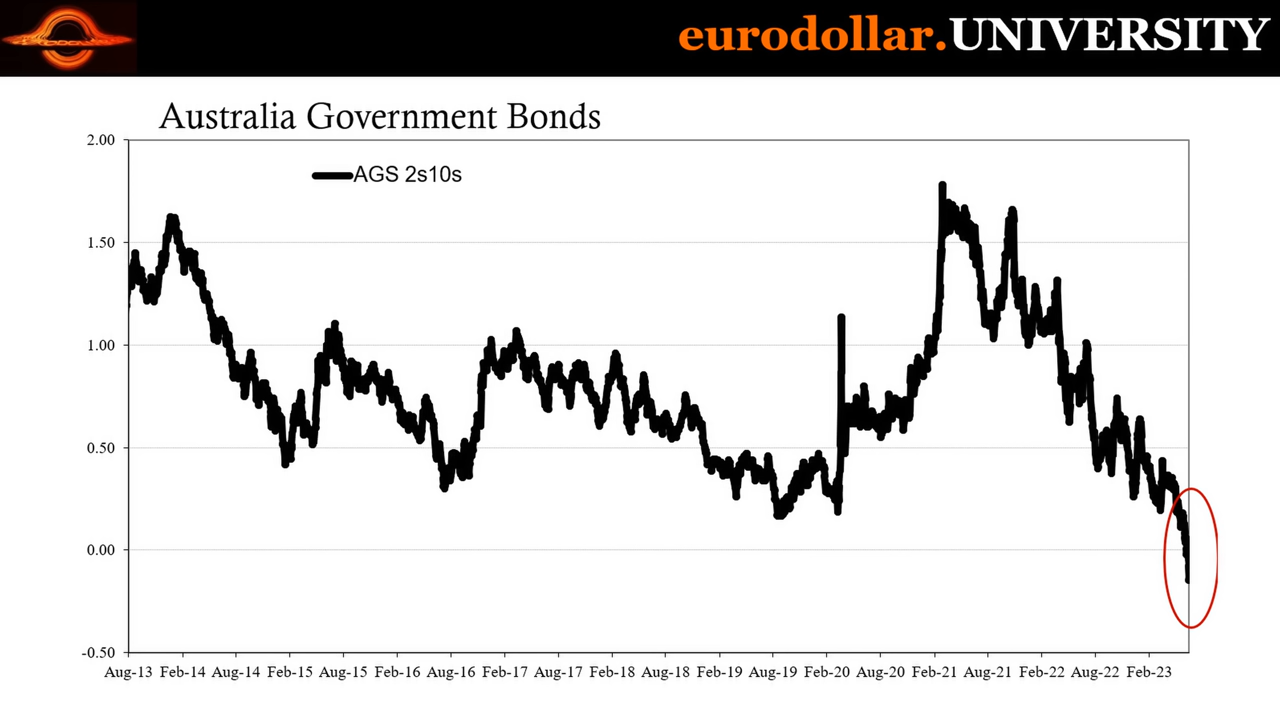 eurodollar.UNIVERSITY
Australia Government Bonds
AGS 2s10s
2.00
1.50
1.00
0.50
0.00
-0.50
Aug-13 Feb-14 Aug-14 Feb-15 Aug-15 Feb-16 Aug-16 Feb-17 Aug-17 Feb-18 Aug-18 Feb-19 Aug-19 Feb-20 Aug-20 Feb-21 Aug-21 Feb-22 Aug-22 Feb-23